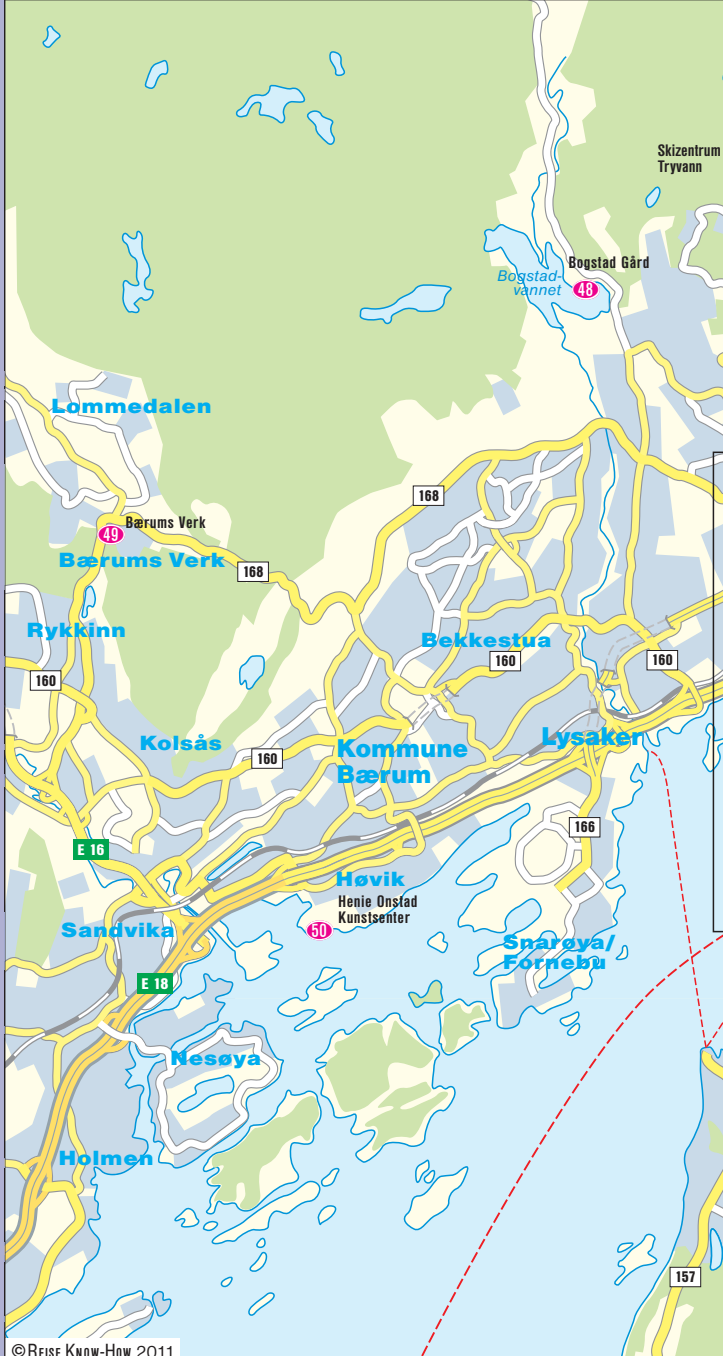 Skizentrum
Tryvann
Bogstad Gård
Bogstad-
vannet
48
Lommedalen
168
49
Bærums Verk
Bærums Verk
168
Rykkinn
Bekkestua
160
160
160
Kolsås
160
Kommune
Bærum
Lysaker
166
E 16
Høvik
Henie Onstad
Kunstsenter
50
Sandvika
Snarøya/
Fornebu
E 18
Nesøya
Holmen
157
©REISE KNOW-HOW 2011